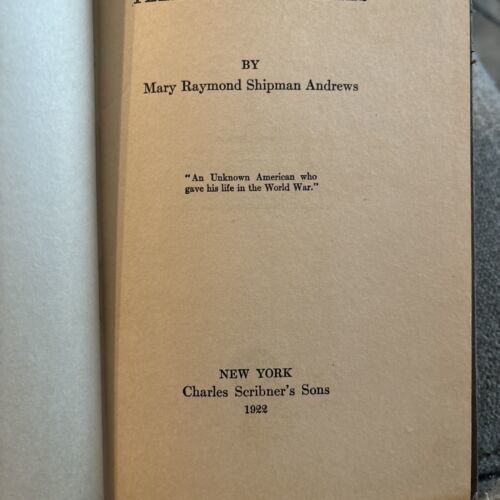 BY
Mary Raymond Shipman Andrews
"An Unknown American who
gave his life in the World War."
NEW YORK
Charles Scribner's Sons
1922